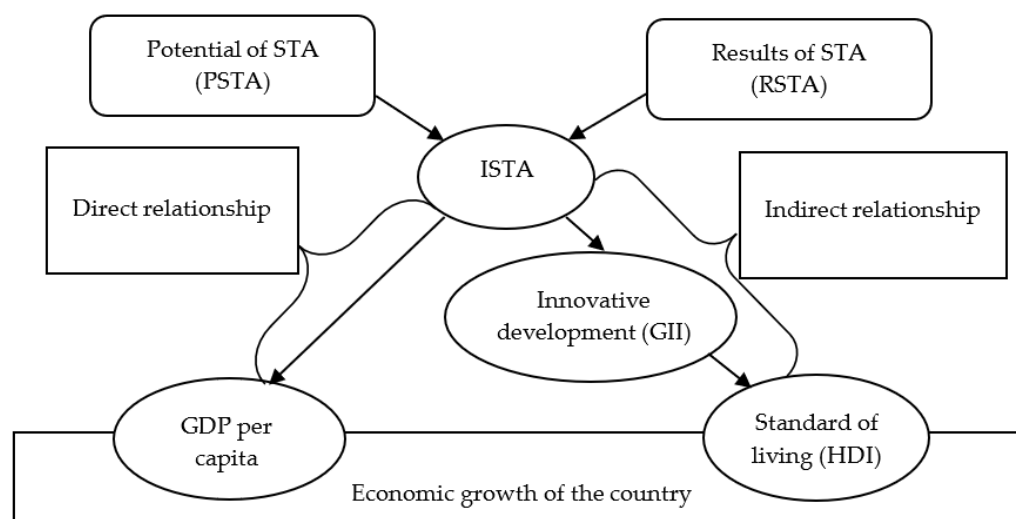 Potential of STA
(PSTA)
Results of STA
(RSTA)
ISTA
Direct relationship
Indirect relationship
Innovative
development (GII)
GDP per
capita
Standard of
living (HDI)
Economic growth of the country